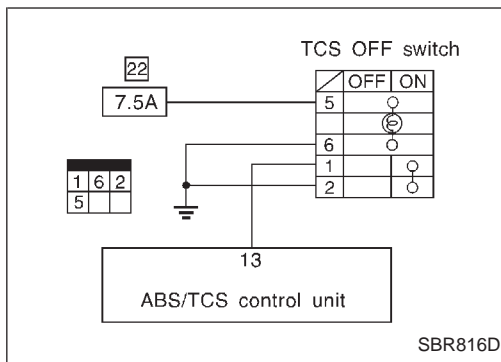 TCS OFF switch
22
OFF ON
7.5A
5
6
1 6 2
1
5
2
13
ABS/TCS control unit
SBR816D